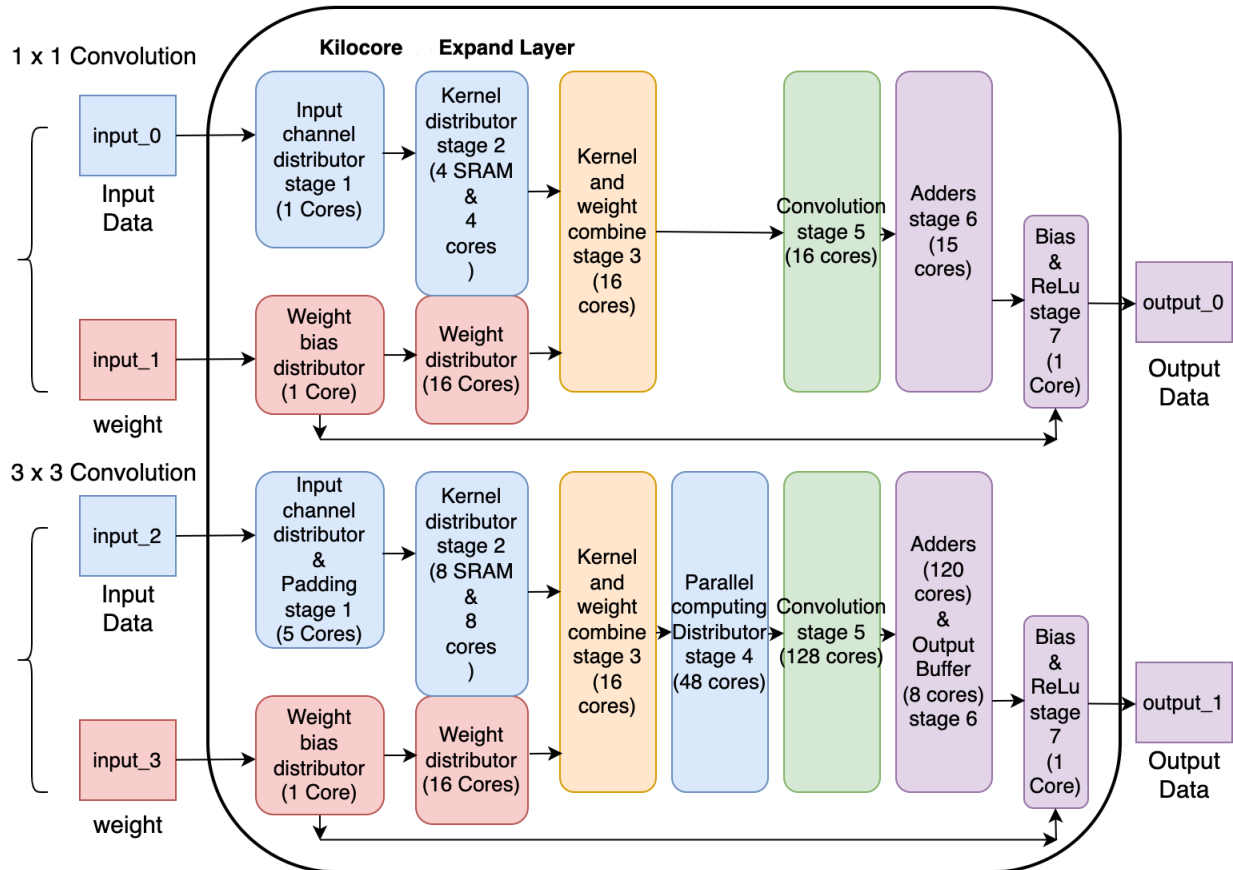 Kilocore Expand Layer
1 x 1 Convolution
input_0
Input
Data
Input
channel
distributor
stage 1
(1 Cores)
Kernel
distributor
stage 2
(4 SRAM
&
4
cores
)
Kernel
and
weight
combine
stage 3
(16
cores)
Convolution
stage 5
(16 cores)
Adders
stage 6
(15
cores)
Bias
&
ReLu
stage
7
(1
Core)
output_0
Output
Data
input_1
weight
Weight
bias
distributor
(1 Core)
Weight
distributor
(16 Cores)
3 x 3 Convolution
input_2
Input
Data
Input
channel
distributor
&
Padding
stage 1
(5 Cores)
Kernel
distributor
stage 2
(8 SRAM
&
8
cores
)
Kernel
and
weight
combine
stage 3
(16
cores)
Parallel
computing
Distributor
stage 4
(48 cores)
Convolution
stage 5
(128 cores)
Adders
(120
cores)
&
Output
Buffer
(8 cores)
stage 6
Bias
&
ReLu
stage
7
(1
Core)
output_1
Output
Data
input_3
weight
Weight
bias
distributor
(1 Core)
Weight
distributor
(16 Cores)